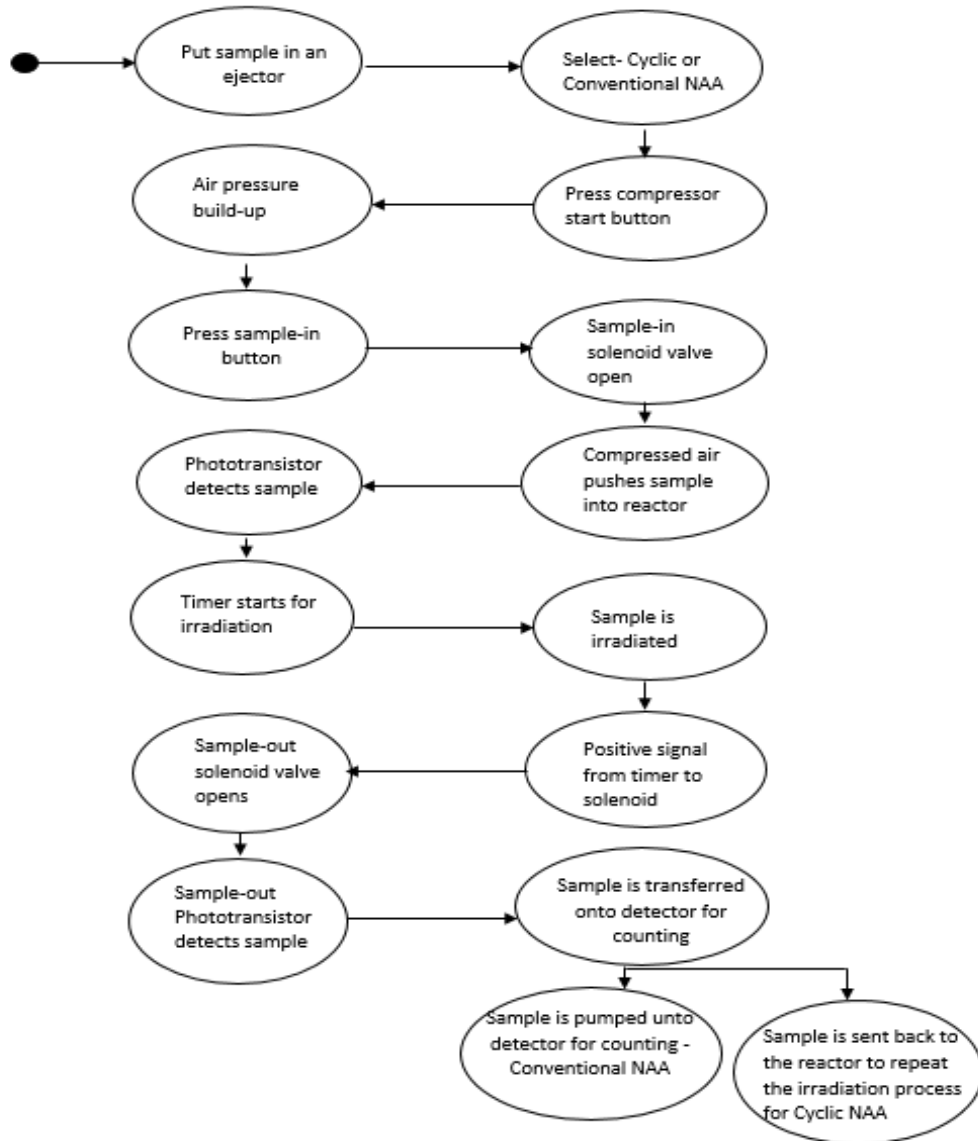 Put sample in an
ejector
Select- Cyclic or
Conventional NAA
Press compressor
start button
Air pressure
build-up
Press sample-in
button
Sample-in
solenoid valve
open
Compressed air
pushes sample
into reactor
Phototransistor
detects sample
Timer starts for
irradiation
Sample is
irradiated
Positive signal
from timer to
solenoid
Sample-out
solenoid valve
opens
Sample-out
Phototransistor
detects sample
Sample is transferred
onto detector for
counting
Sample is pumped unto
detector for counting -
Conventional NAA
Sample is sent back to
the reactor to repeat
the irradiation process
for Cyclic NAA